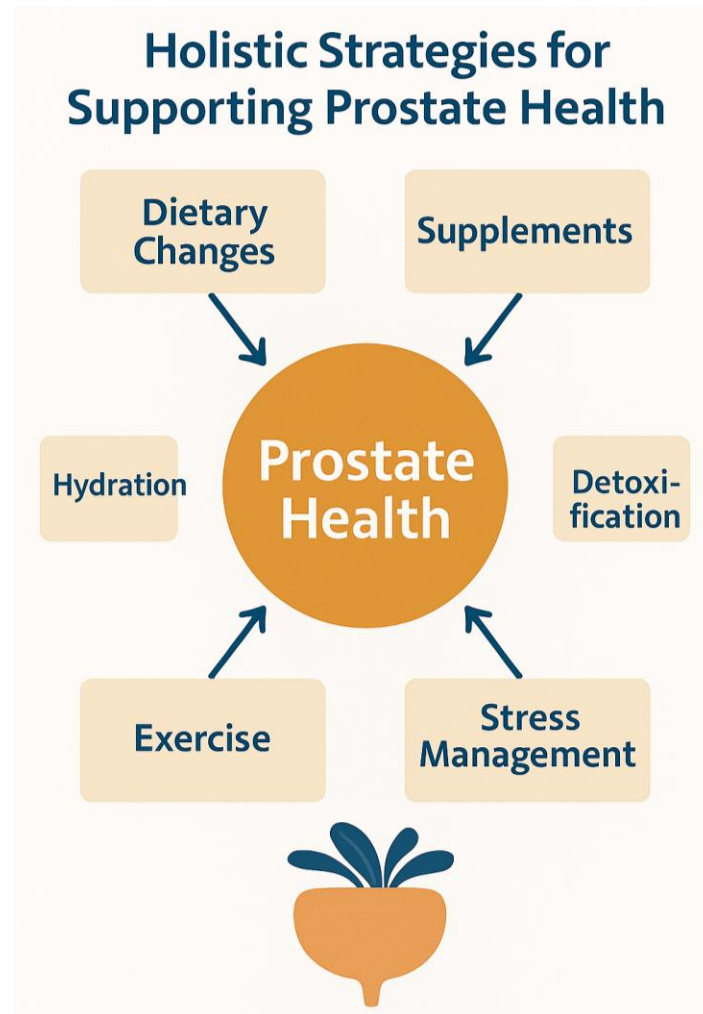 Holistic Strategies for
Supporting Prostate Health
Dietary
Changes
Supplements
Hydration
Prostate
Health
Detoxi-
fication
Exercise
Stress
Management